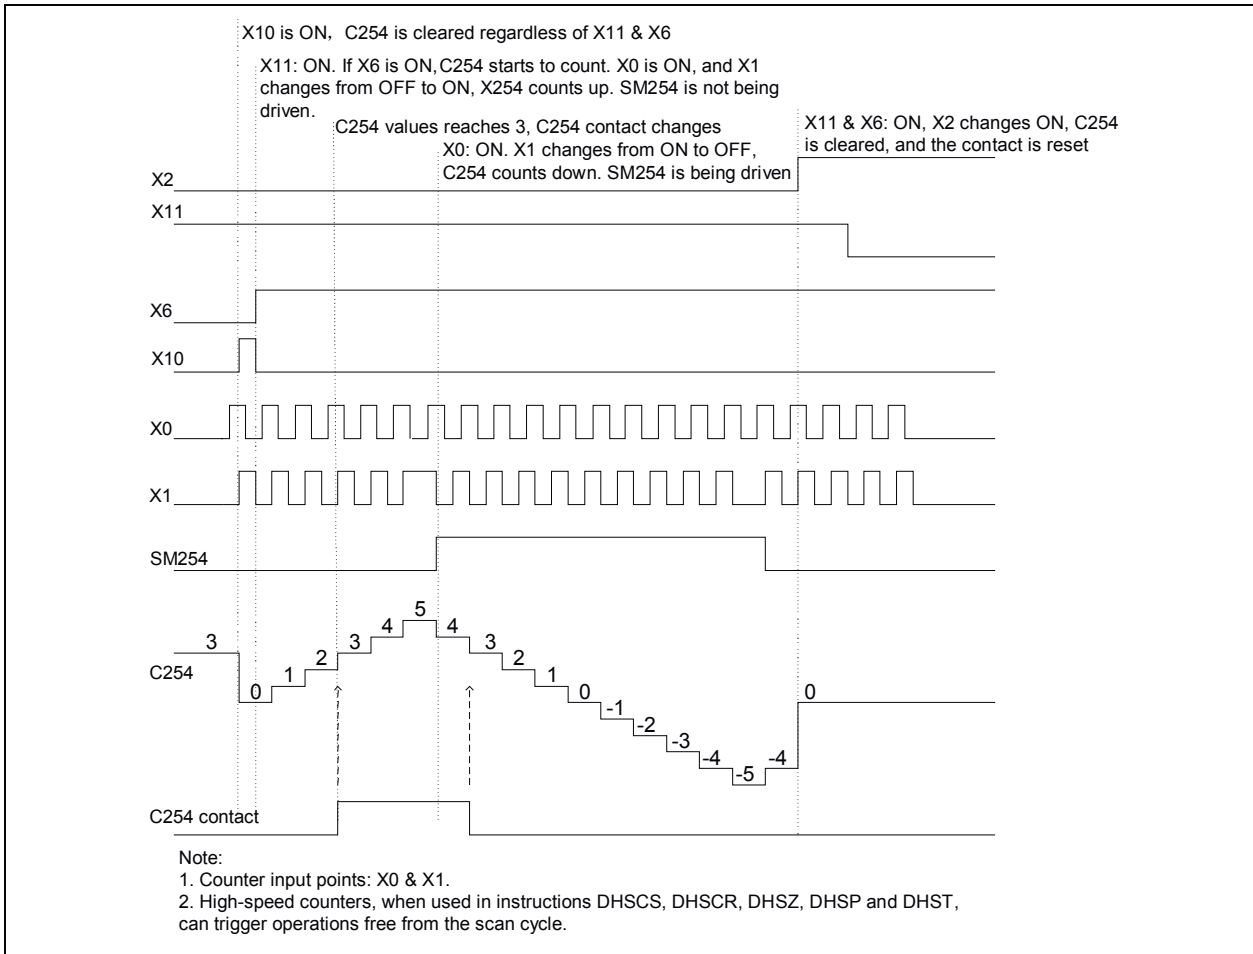 X10 is ON, C254 is cleared regardless of X11 & X6
X11: ON. If X6 is ON, C254 starts to count. X0 is ON, and X1
changes from OFF to ON, X254 counts up. SM254 is not being
driven.
C254 values reaches 3, C254 contact changes
X0: ON. X1 changes from ON to OFF,
C254 counts down. SM254 is being driven
X11 & X6: ON, X2 changes ON, C254
is cleared, and the contact is reset
X2
X11
X6
X10
X0
X1
SM254
C254
3
0
1
2
3
4
5
4
3
2
1
0
-1
-2
-3
-4
-5
-4
0
C254 contact
Note:
1. Counter input points: X0 & X1.
2. High-speed counters, when used in instructions DHSCS, DHSCR, DHSZ, DHSP and DHST,
can trigger operations free from the scan cycle.